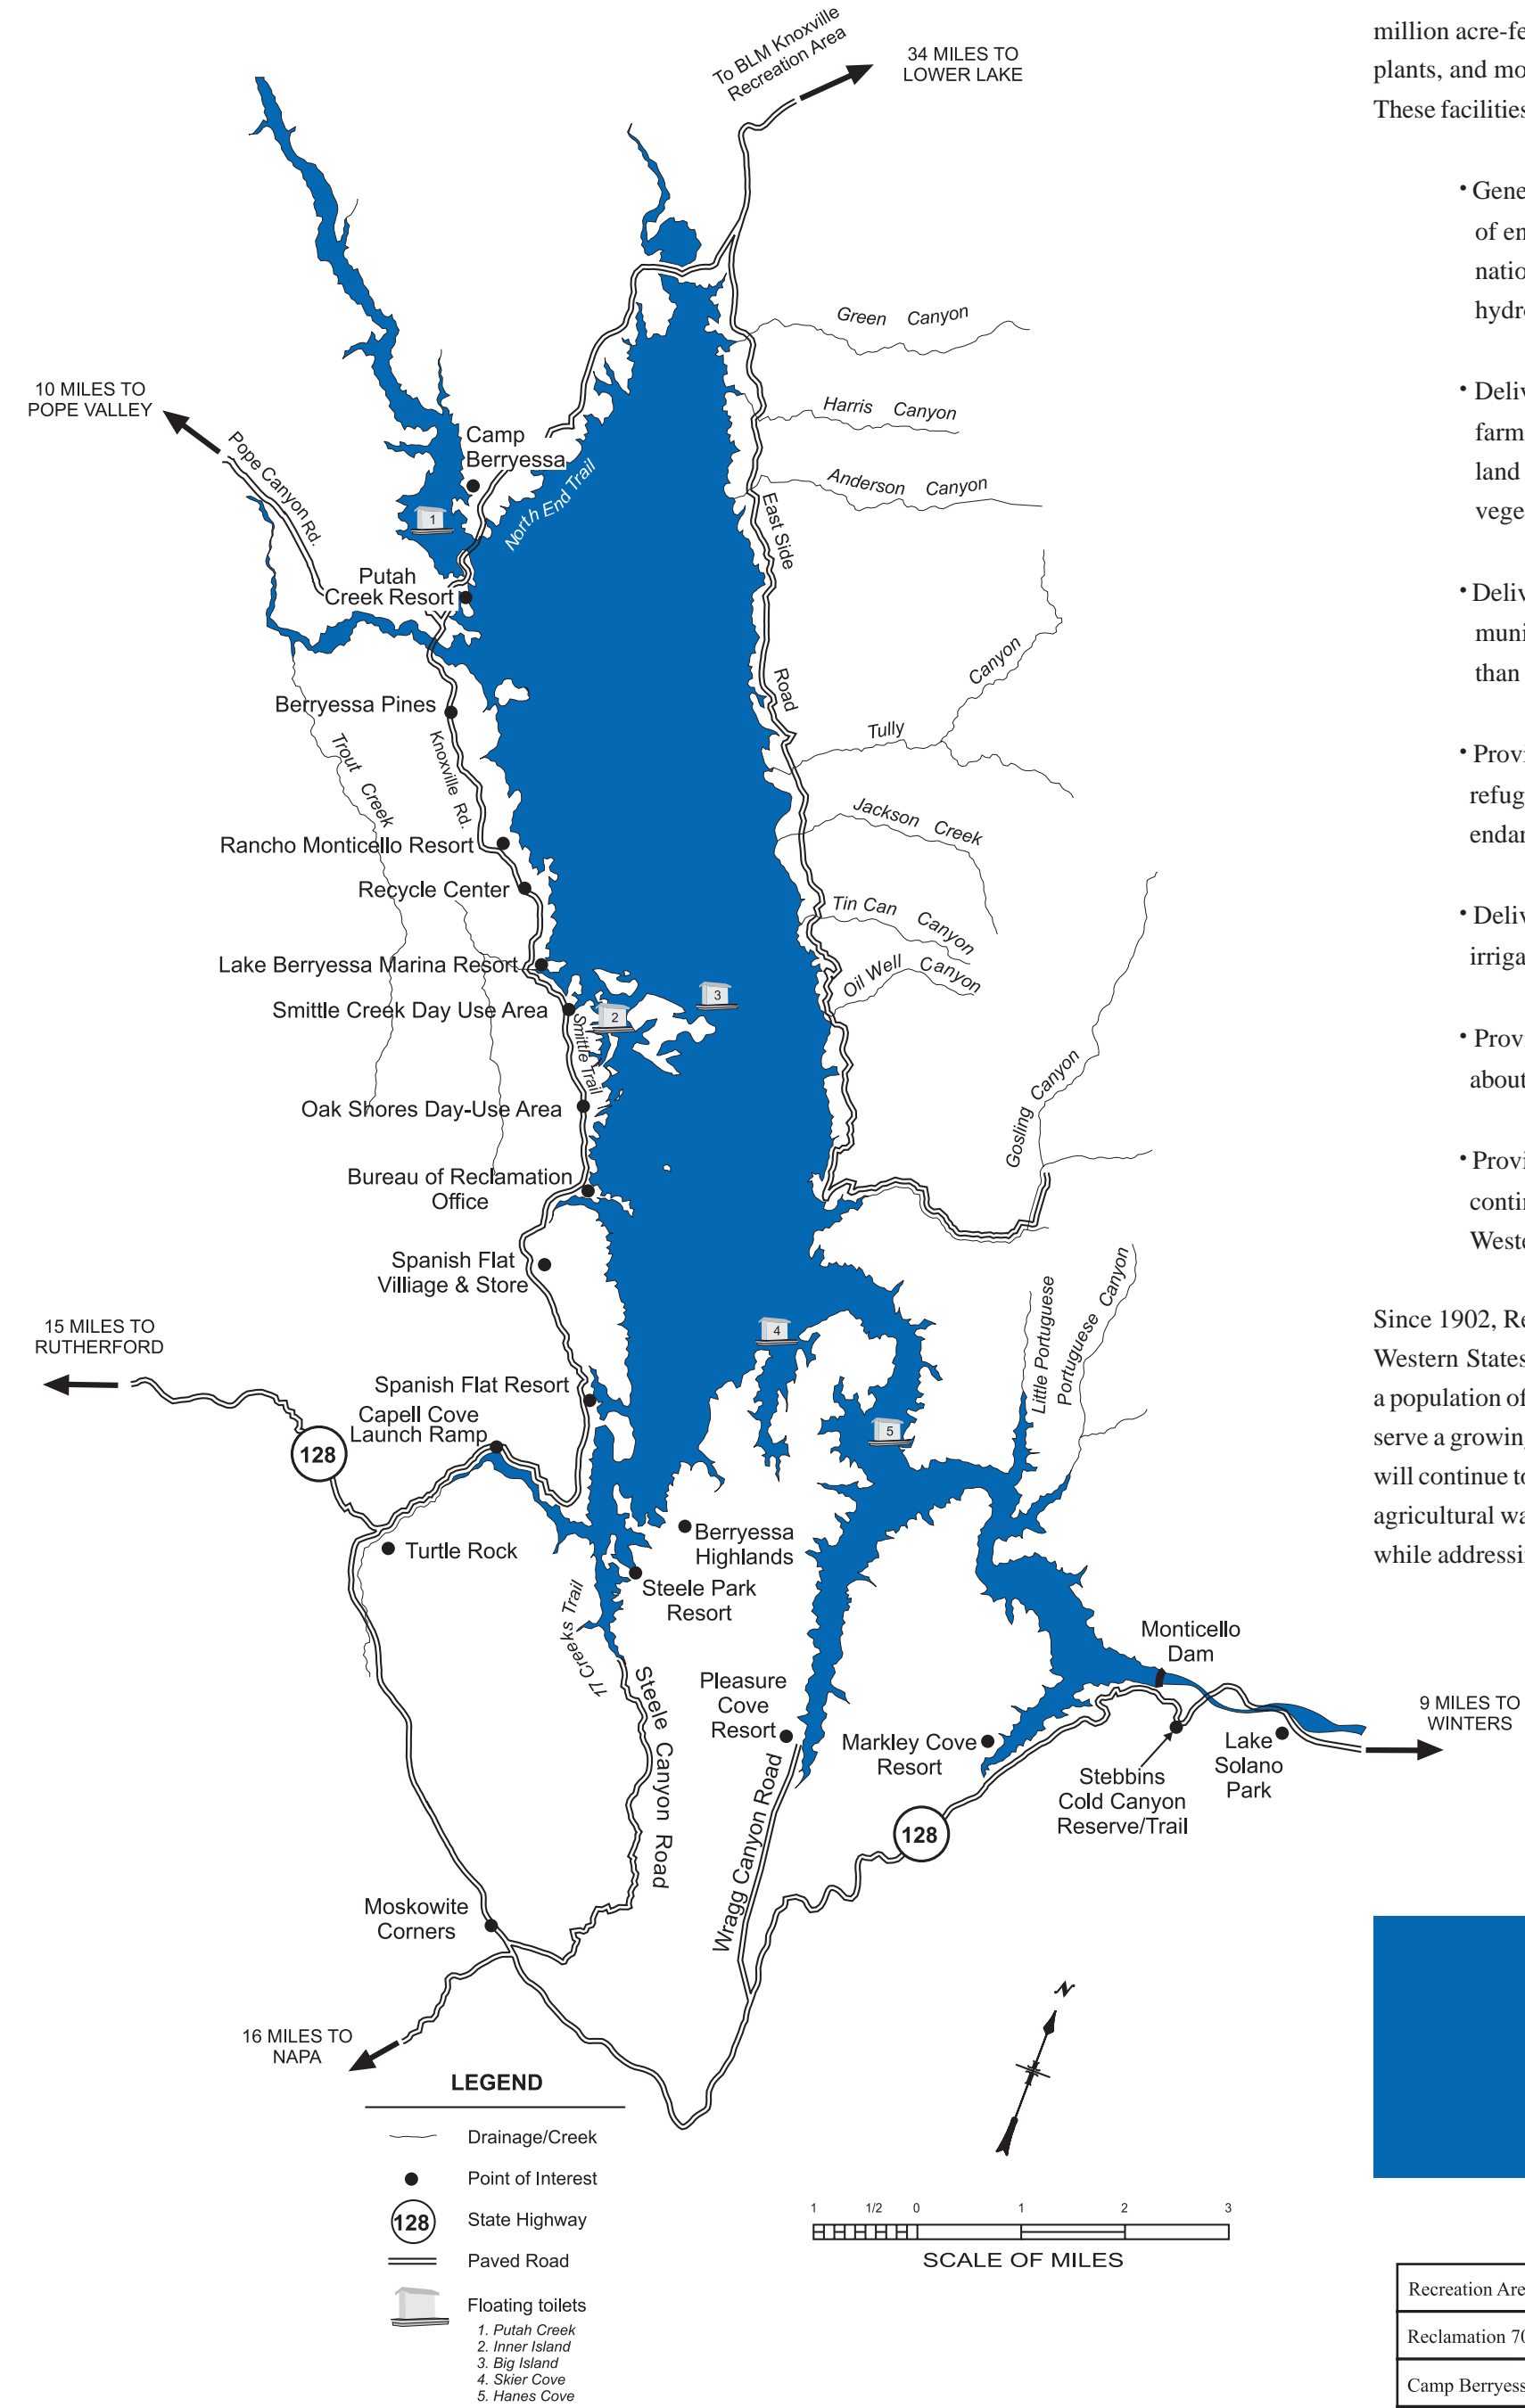 To BLM Knoxville
Recreation Area
34 MILES TO
LOWER LAKE
Green Canyon
Harris Canyon
Anderson Canyon
10 MILES TO
POPE VALLEY
Pope Canyon Rd.
Camp
Berryessa
North End Trail
1
East Side
Road
Putah
Creek Resort
Canyon
Tully
Berryessa Pines
Trout Creek
Knoxville Rd.
Jackson Creek
Rancho Monticello Resort
Recycle Center
Tin Can Canyon
Lake Berryessa Marina Resort
Oil Well Canyon
3
Smittle Creek Day Use Area
2
Smittle Trail
Oak Shores Day-Use Area
Gosling Canyon
Bureau of Reclamation
Office
Spanish Flat
Villiage & Store
Little Portuguese
Portuguese Canyon
15 MILES TO
RUTHERFORD
4
Spanish Flat Resort
Capell Cove
Launch Ramp
128
5
Turtle Rock
Berryessa
Highlands
Steele Park
Resort
17 Creeks Trail
Steele Canyon Road
Monticello
Dam
Pleasure
Cove
Resort
Markley Cove
Resort
Wragg Canyon Road
128
Stebbins
Cold Canyon
Reserve/Trail
Lake
Solano
Park
9 MILES TO
WINTERS
Moskowite
Corners
16 MILES TO
NAPA
N
LEGEND
Drainage/Creek
Point of Interest
128 State Highway
Paved Road
Floating toilets
1. Putah Creek
2. Inner Island
3. Big Island
4. Skier Cove
5. Hanes Cove
1 1/2 0 1 2 3
SCALE OF MILES
million acre-fe
plants, and mo
These facilities
• Gene
of en
natio
hydr
• Deliv
farm
land
vege
• Deliv
muni
than
• Provi
refug
endan
• Deliv
irriga
• Provi
about
• Provi
contin
Weste
Since 1902, Re
Western States
a population of
serve a growing
will continue to
agricultural wa
while addressi
Recreation Are
Reclamation 70
Camp Berryess